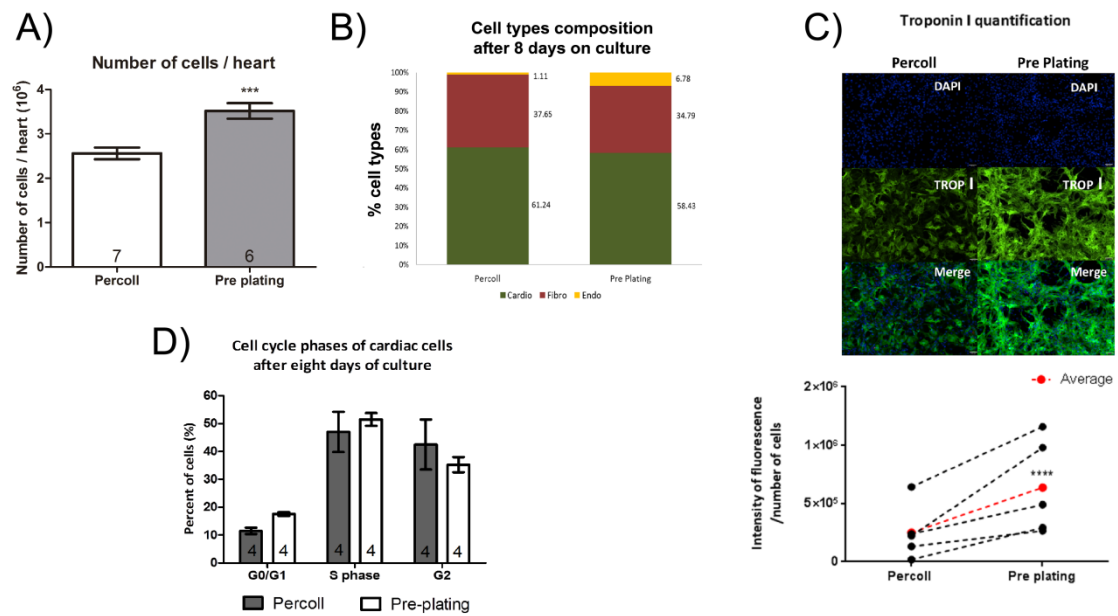 A)
Number of cells / heart
Number of cells / heart (10⁶)
4
3
2
1
0
***
7
6
Percoll
Pre plating
B)
Cell types composition
after 8 days on culture
% cell types
100%
90%
80%
70%
60%
50%
40%
30%
20%
10%
0%
1.11
37.65
61.24
6.78
34.79
58.43
Percoll
Pre Plating
Cardio
Fibro
Endo
C)
Troponin I quantification
Percoll
Pre Plating
DAPI
DAPI
TROP I
TROP I
Merge
Merge
Average
Intensity of fluorescence
/number of cells
2×10⁶
1×10⁶
5×10⁵
0
****
Percoll
Pre plating
D)
Cell cycle phases of cardiac cells
after eight days of culture
Percent of cells (%)
60
50
40
30
20
10
0
4
4
4
4
4
4
G0/G1
S phase
G2
Percoll
Pre-plating